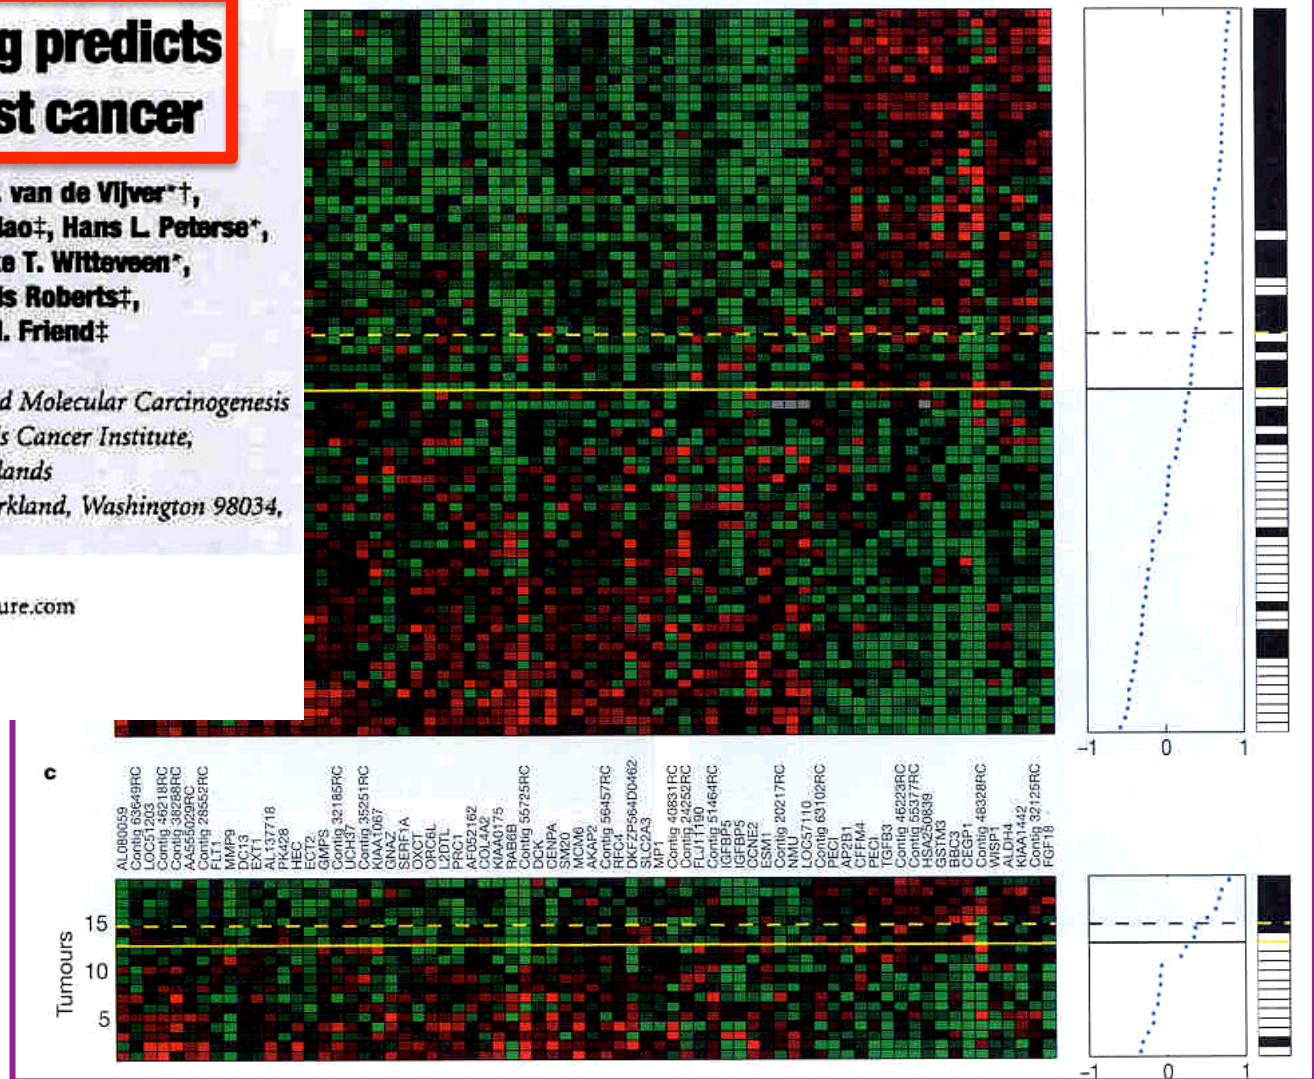 g predicts
st cancer
. van de Vijver*†,
ao‡, Hans L. Peterse*,
e T. Witteveen*,
is Roberts‡,
. Friend‡
d Molecular Carcinogenesis
s Cancer Institute,
lands
rkland, Washington 98034,
ure.com
-1 0 1
c
AL080059
Contig 63649RC
LOC51203
Contig 46218RC
Contig 38288RC
AA555029RC
Contig 28552RC
FLT1
MMP9
DC13
EXT1
AL137718
PK428
HEC
ECT2
GMPS
Contig 32185RC
UCH37
Contig 35251RC
KIAA1067
GNAZ
SERF1A
OXCT
ORC6L
L2DTL
PRC1
AF052162
COL4A2
KIAA0175
RAB6B
Contig 55725RC
DCK
CENPA
SM20
MCM6
AKAP2
Contig 56457RC
RFC4
DKFZP564D0462
SLC2A3
MP1
Contig 40831RC
Contig 24252RC
FLJ11190
Contig 51464RC
IGFBP5
IGFBP5
CCNE2
ESM1
Contig 20217RC
NMU
LOC57110
Contig 63102RC
PECI
AP2B1
CFFM4
PECI
TGFB3
Contig 46223RC
Contig 55377RC
HSA250839
GSTM3
BBC3
CEGP1
Contig 48328RC
WISP1
ALDH4
KIAA1442
Contig 32125RC
FGF18
Tumours
15
10
5
-1 0 1